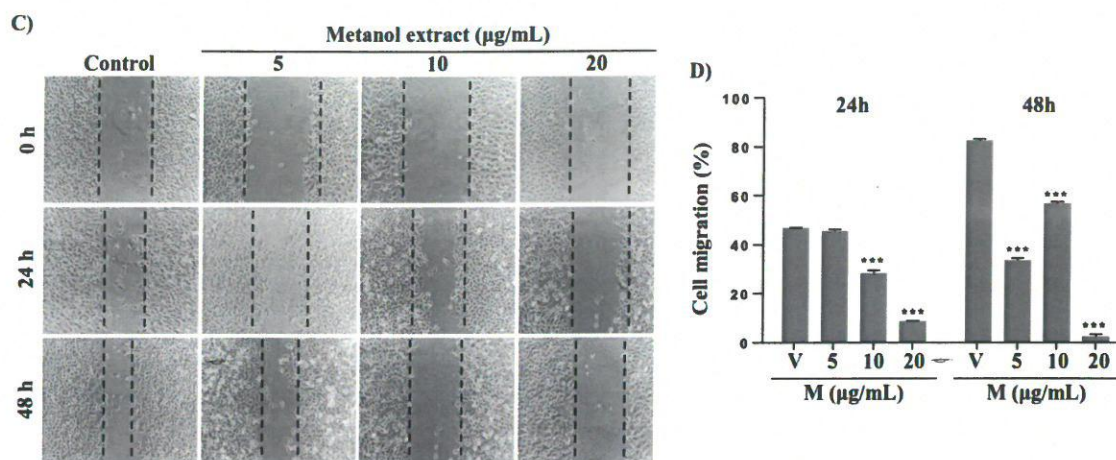 C)
Metanol extract (µg/mL)
Control 5 10 20
0 h
24 h
48 h
D)
24h 48h
Cell migration (%)
100
80
60
40
20
0
*** *** *** *** ***
V 5 10 20 V 5 10 20
M (µg/mL) M (µg/mL)